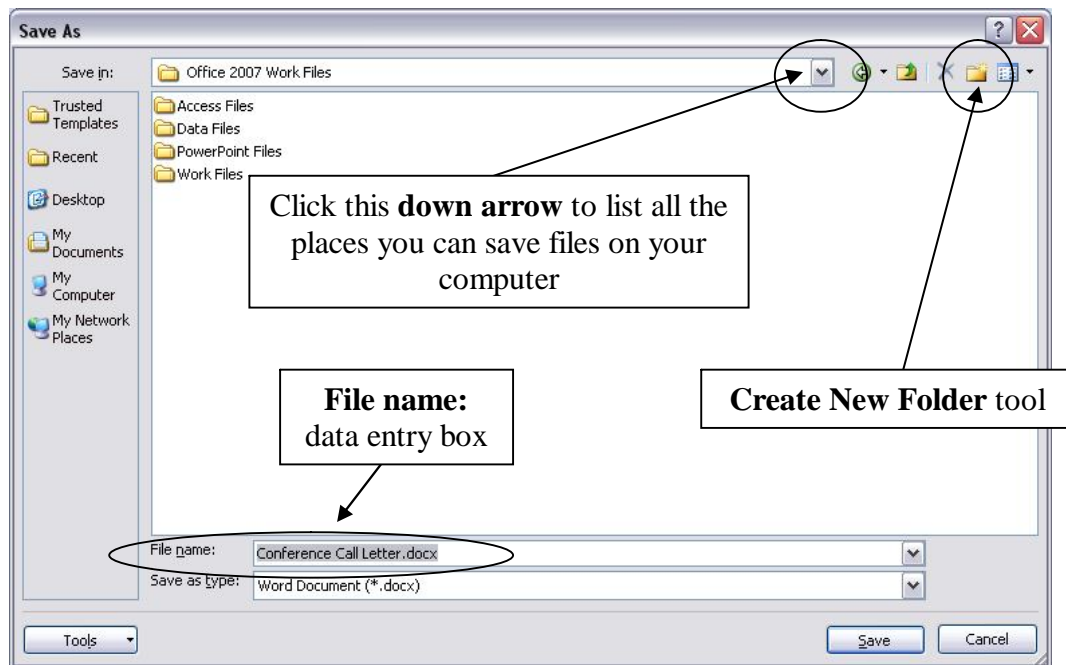 Save As
Save in:
Office 2007 Work Files
Trusted
Templates
Recent
Desktop
My
Documents
My
Computer
My Network
Places
Access Files
Data Files
PowerPoint Files
Work Files
Click this down arrow to list all the
places you can save files on your
computer
File name:
data entry box
Create New Folder tool
File name:
Conference Call Letter.docx
Save as type:
Word Document (*.docx)
Tools
Save
Cancel